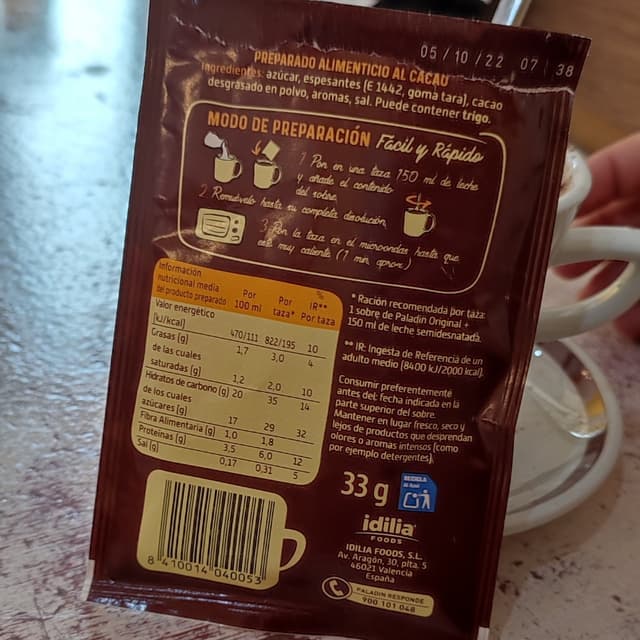 05/10/22 07 38
PREPARADO ALIMENTICIO AL CACAO
Ingredientes: azúcar, espesantes (E 1442, goma tara), cacao
desgrasado en polvo, aromas, sal. Puede contener trigo.
MODO DE PREPARACIÓN Fácil y Rápido
1 Pon en una taza 150 ml de leche
y añade el contenido
del sobre.
2. Remuévelo hasta su completa disolución
3. Pon la taza en el microondas hasta que
esté muy caliente (1 min. aprox.)
Información
nutricional media
del producto preparado
Por 100 ml
Por taza*
% IR** Por taza
Valor energético
[kJ/kcal] 470/111 822/195 10
Grasas (g) 1,7 3,0 4
de las cuales
saturadas (g) 1,2 2,0 10
Hidratos de carbono (g) 20 35 14
de los cuales
azúcares (g) 17 29 32
Fibra Alimentaria (g) 1,0 1,8
Proteínas (g) 3,5 6,0 12
Sal (g) 0,17 0,31 5
* Ración recomendada por taza:
1 sobre de Paladín Original +
150 ml de leche semidesnatada.
** IR: Ingesta de Referencia de un
adulto medio (8400 kJ/2000 kcal).
Consumir preferentemente
antes del: fecha indicada en la
parte superior del sobre.
Mantener en lugar fresco, seco y
lejos de productos que desprendan
olores o aromas intensos (como
por ejemplo detergentes).
33 g
RECICLA
idilia
FOODS
IDILIA FOODS, S.L.
Av. Aragón, 30, plta. 5
46021 Valencia
España
PALADIN RESPONDE
900 101 048
8 410014 040053